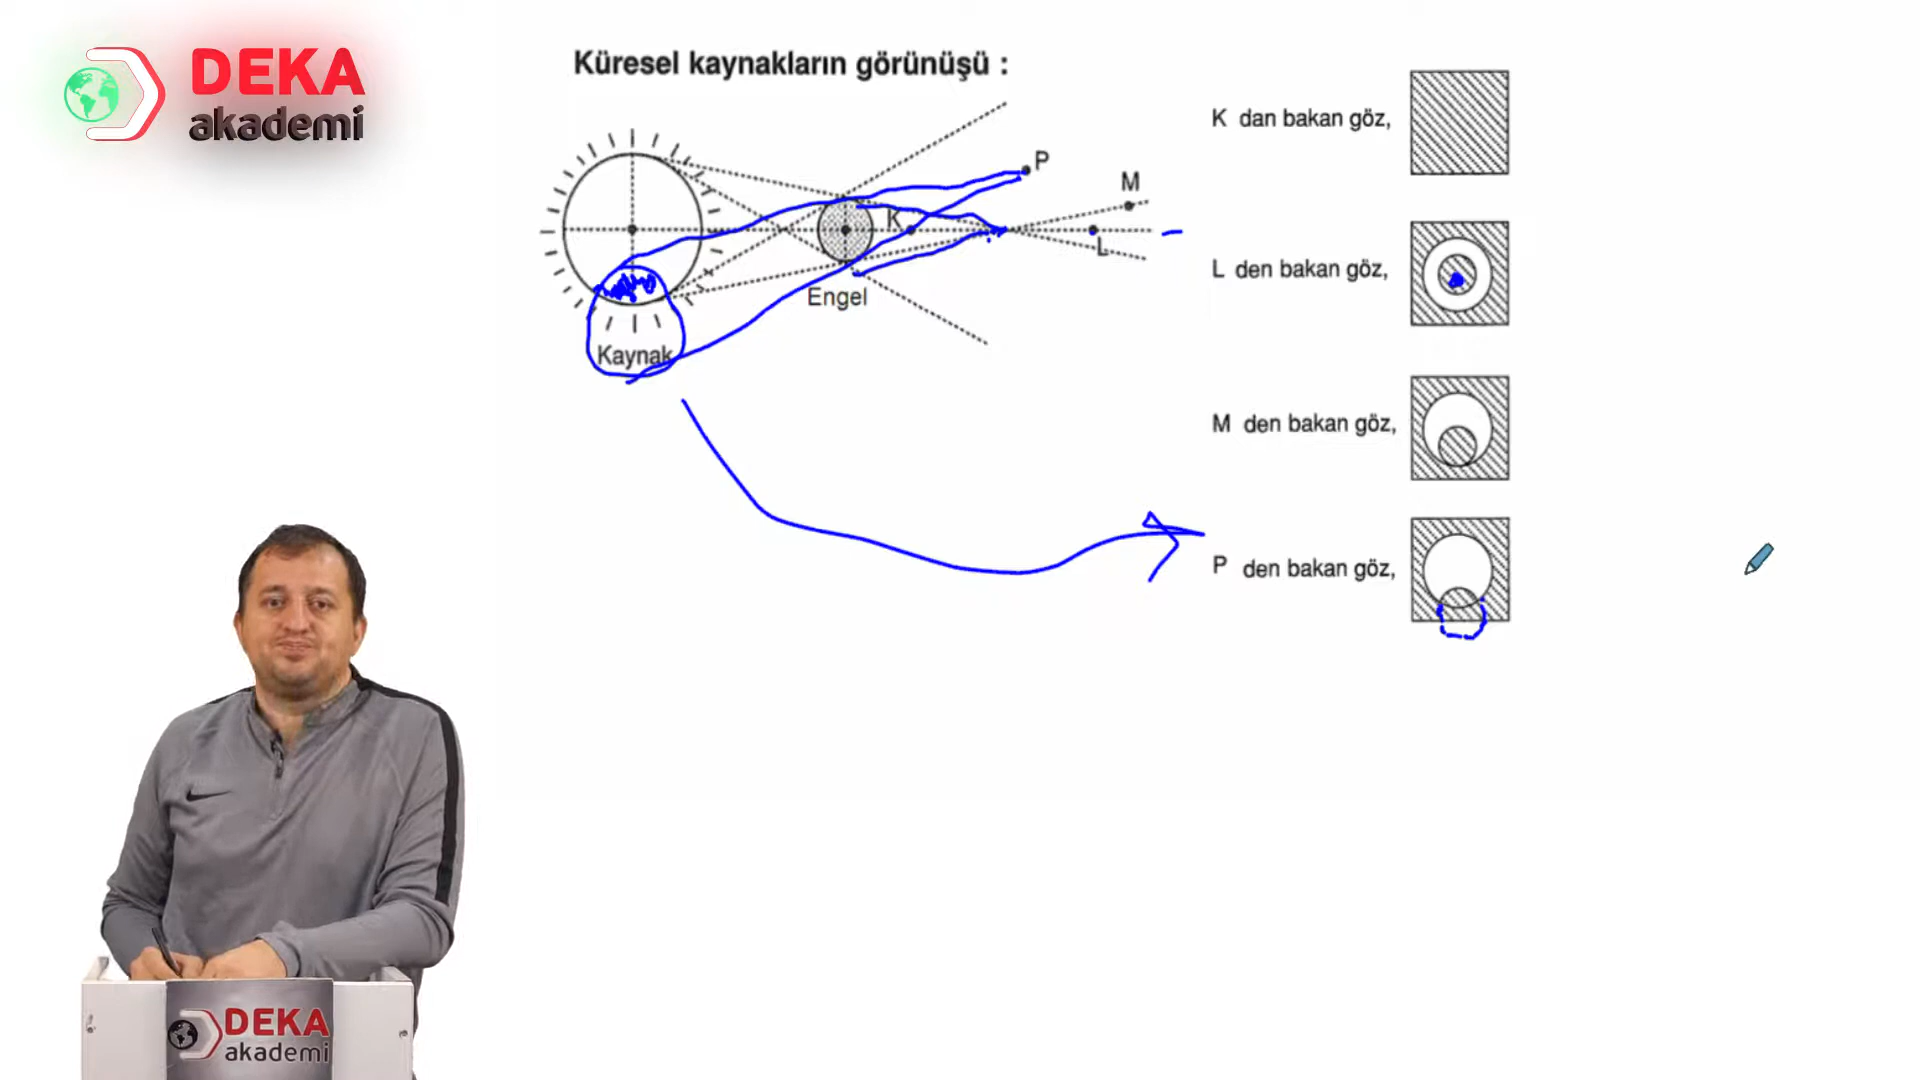 DEKA
akademi
Küresel kaynakların görünüşü :
P
M
K
L
Engel
Kaynak
K dan bakan göz,
L den bakan göz,
M den bakan göz,
P den bakan göz,
DEKA
akademi